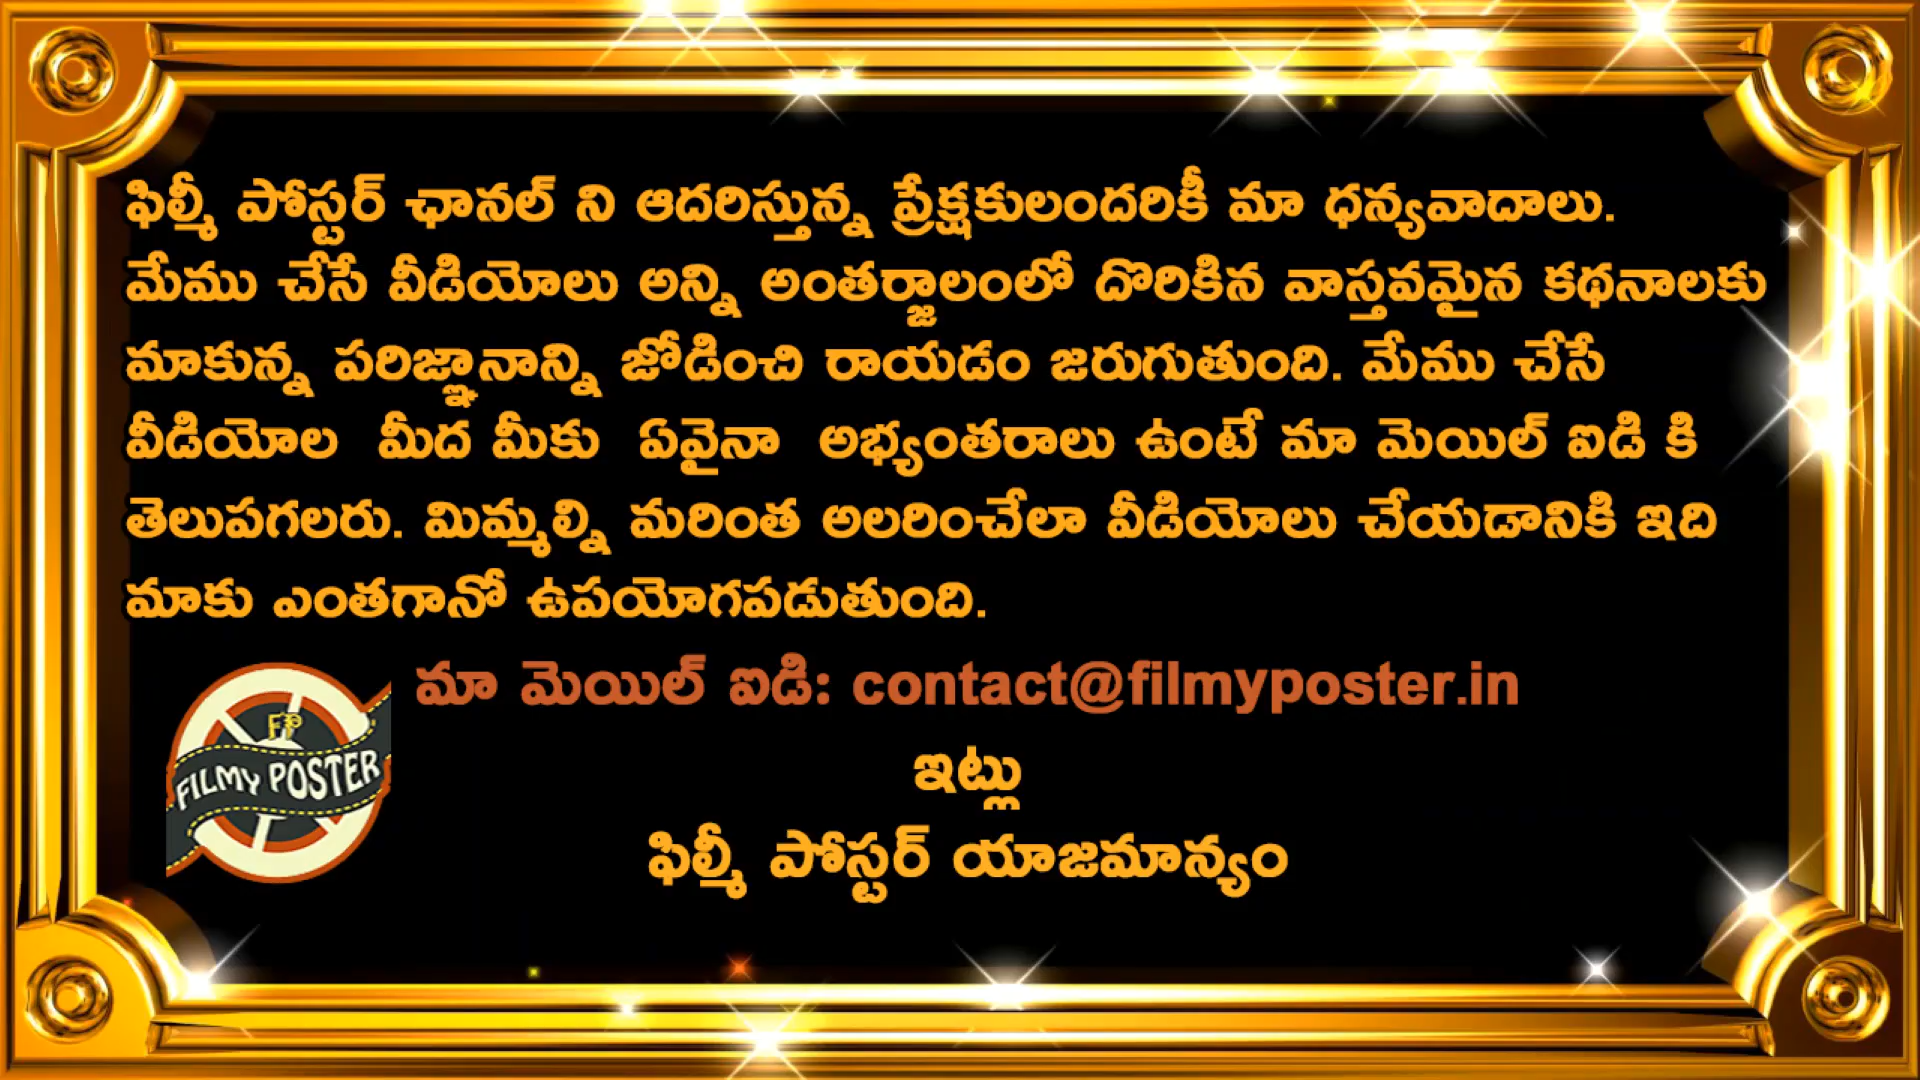 ఫిల్మీ పోస్టర్ ఛానల్ ని ఆదరిస్తున్న ప్రేక్షకులందరికీ మా ధన్యవాదాలు.
మేము చేసే వీడియోలు అన్ని అంతర్జాలంలో దొరికిన వాస్తవమైన కథనాలకు
మాకున్న పరిజ్ఞానాన్ని జోడించి రాయడం జరుగుతుంది. మేము చేసే
వీడియోల మీద మీకు ఏవైనా అభ్యంతరాలు ఉంటే మా మెయిల్ ఐడి కి
తెలుపగలరు. మిమ్మల్ని మరింత అలరించేలా వీడియోలు చేయడానికి ఇది
మాకు ఎంతగానో ఉపయోగపడుతుంది.
మా మెయిల్ ఐడి: contact@filmyposter.in
FP
FILMY POSTER
ఇట్లు
ఫిల్మీ పోస్టర్ యాజమాన్యం